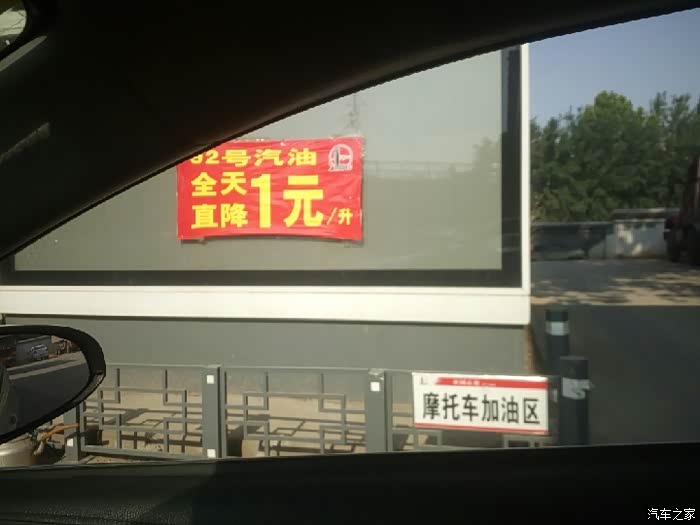 92号汽油
全天
直降1元/升
摩托车加油区
汽车之家